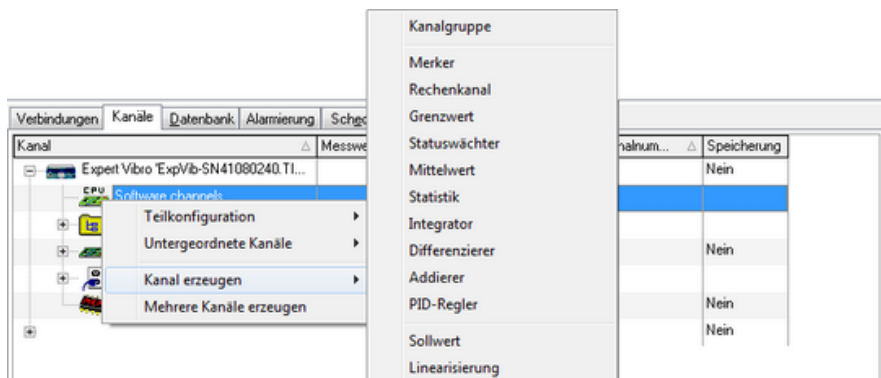 Kanalgruppe
Merker
Rechenkanal
Grenzwert
Statuswächter
Mittelwert
Statistik
Integrator
Differenzierer
Addierer
PID-Regler
Sollwert
Linearisierung
Verbindungen Kanäle Datenbank Alarmierung
Kanal Speicherung
Expert Vibro 'ExpVib-SN41080240.TI... Nein
CPU Software channels
Teilkonfiguration
Untergeordnete Kanäle Nein
Kanal erzeugen
Mehrere Kanäle erzeugen Nein
Nein